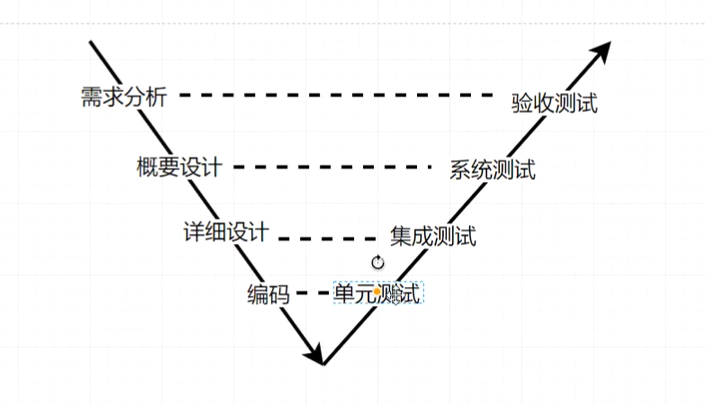 需求分析
验收测试
概要设计
系统测试
详细设计
集成测试
编码
单元测试